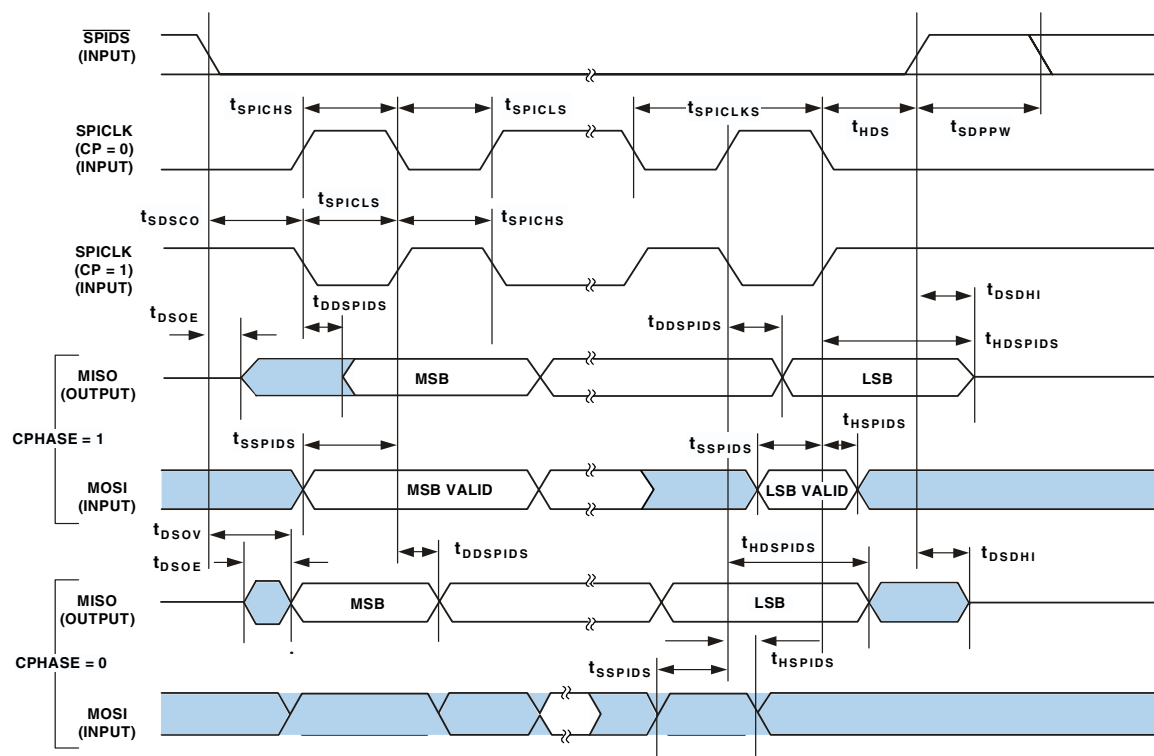 SPIDS
(INPUT)
tSPICHS
tSPICLS
tSPICLKS
tHDS
tSDPPW
SPICLK
(CP = 0)
(INPUT)
tSDSCO
tSPICLS
tSPICHS
SPICLK
(CP = 1)
(INPUT)
tDSOE
tDDSPIDS
tDDSPIDS
tDSDHI
tHDSPIDS
MISO
(OUTPUT)
MSB
LSB
CPHASE = 1
tSSPIDS
tSSPIDS
tHSPIDS
MOSI
(INPUT)
MSB VALID
LSB VALID
tDSOV
tDSOE
tDDSPIDS
tHDSPIDS
tDSDHI
MISO
(OUTPUT)
MSB
LSB
CPHASE = 0
tSSPIDS
tHSPIDS
MOSI
(INPUT)